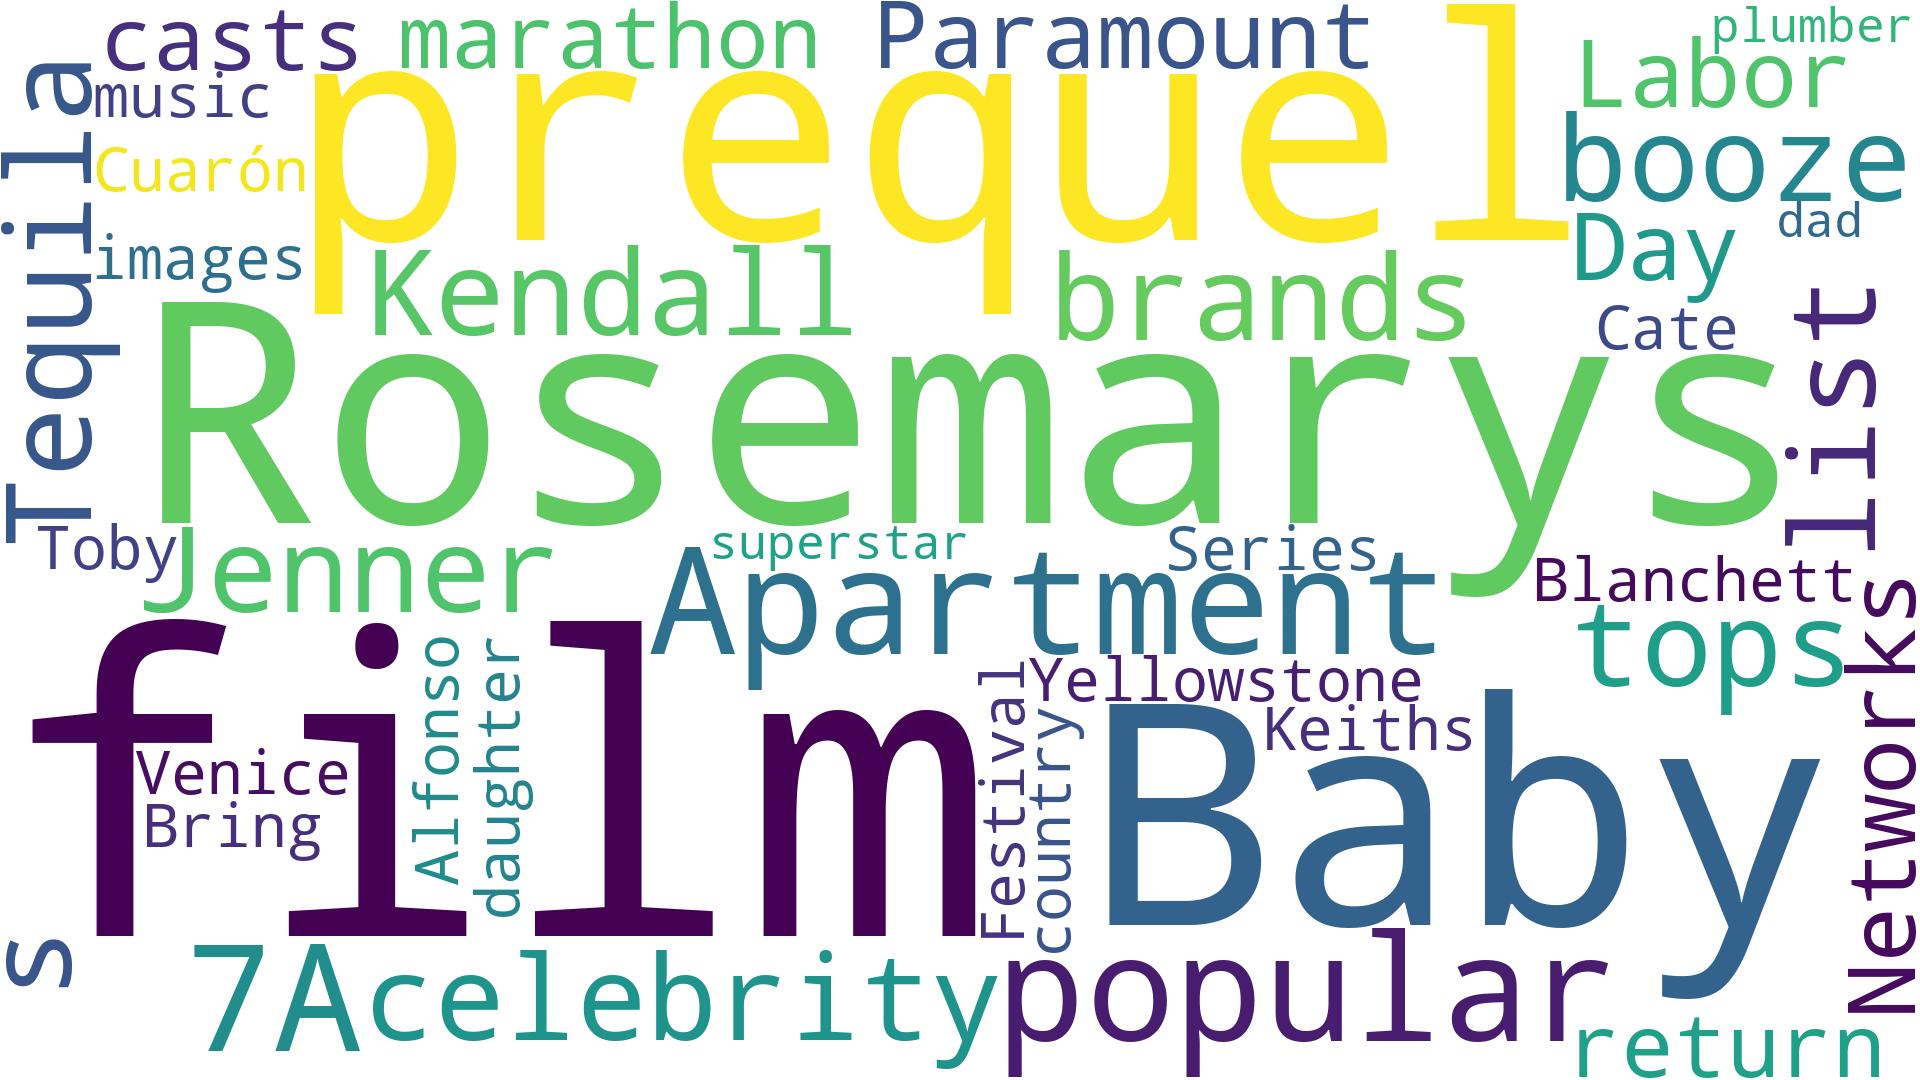 casts
marathon
Paramount
plumber
music
prequel
Labor
Tequila
Cuarón
booze
images
Kendall
brands
Day
dad
Rosemarys
Cate
list
Toby
Jenner
superstar
Apartment
Series
Blanchett
film
Alfonso
daughter
Festival
Yellowstone
tops
Networks
country
Baby
Keiths
Venice
Bring
s
7A
celebrity
popular
return